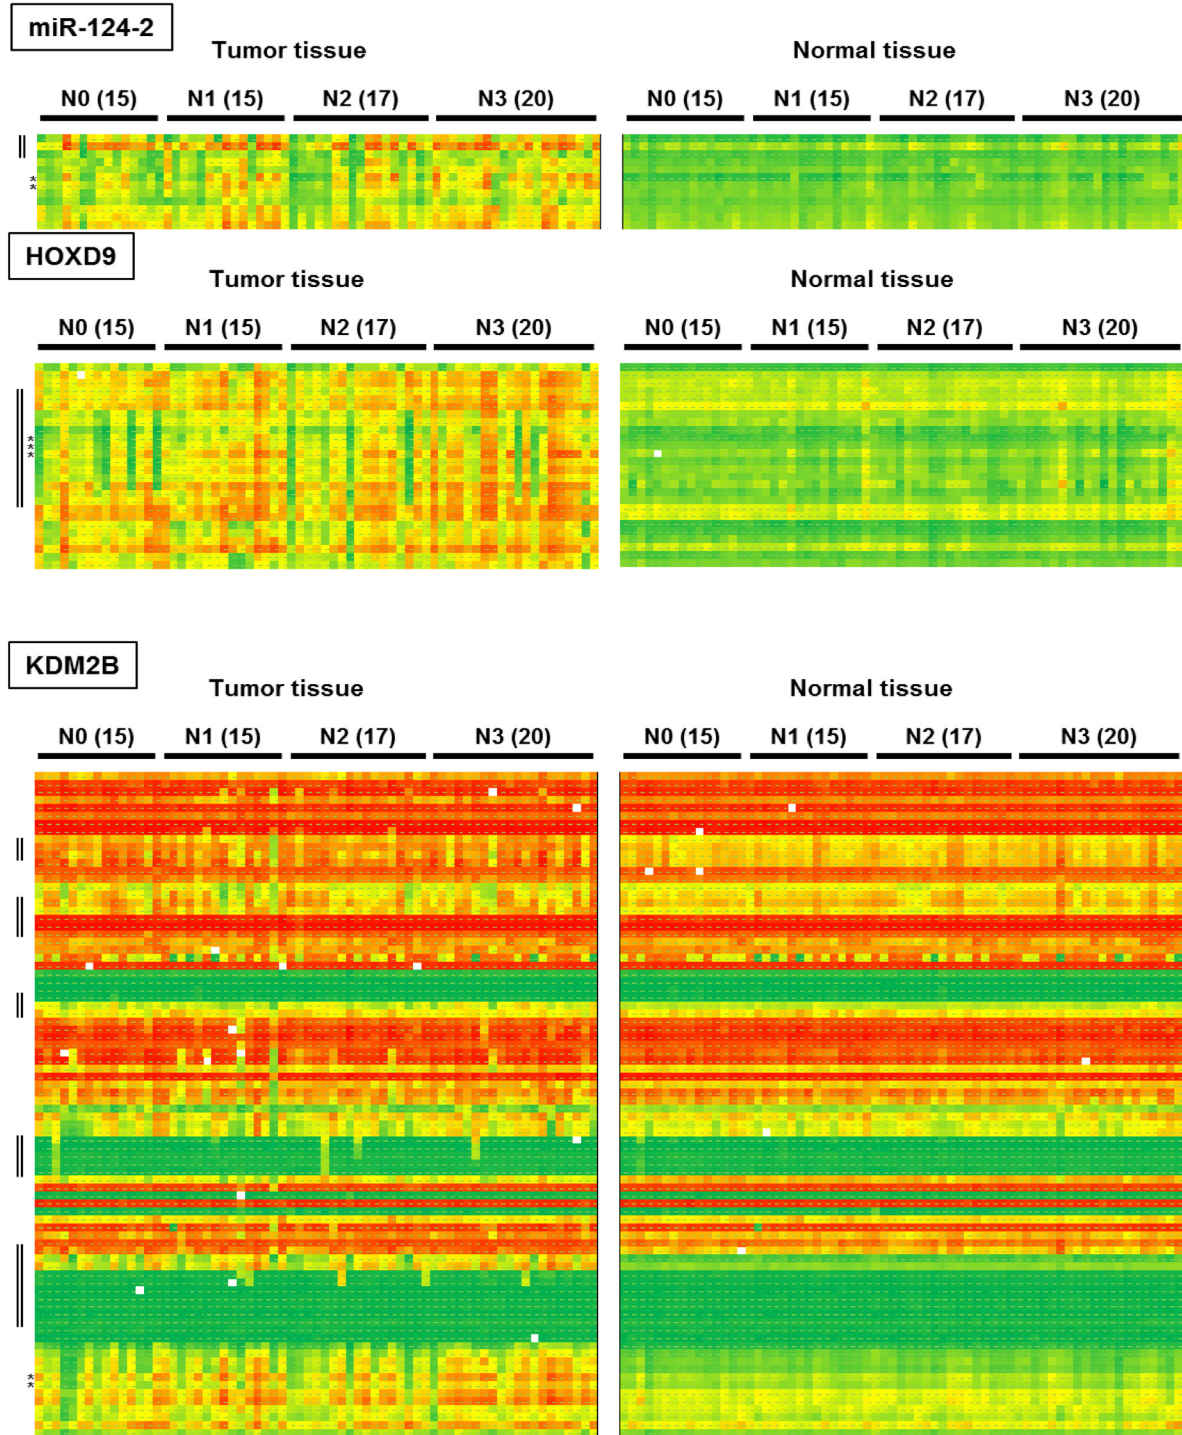 miR-124-2
Tumor tissue Normal tissue
N0 (15) N1 (15) N2 (17) N3 (20) N0 (15) N1 (15) N2 (17) N3 (20)
*
*
HOXD9
Tumor tissue Normal tissue
N0 (15) N1 (15) N2 (17) N3 (20) N0 (15) N1 (15) N2 (17) N3 (20)
*
*
*
KDM2B
Tumor tissue Normal tissue
N0 (15) N1 (15) N2 (17) N3 (20) N0 (15) N1 (15) N2 (17) N3 (20)
*
*